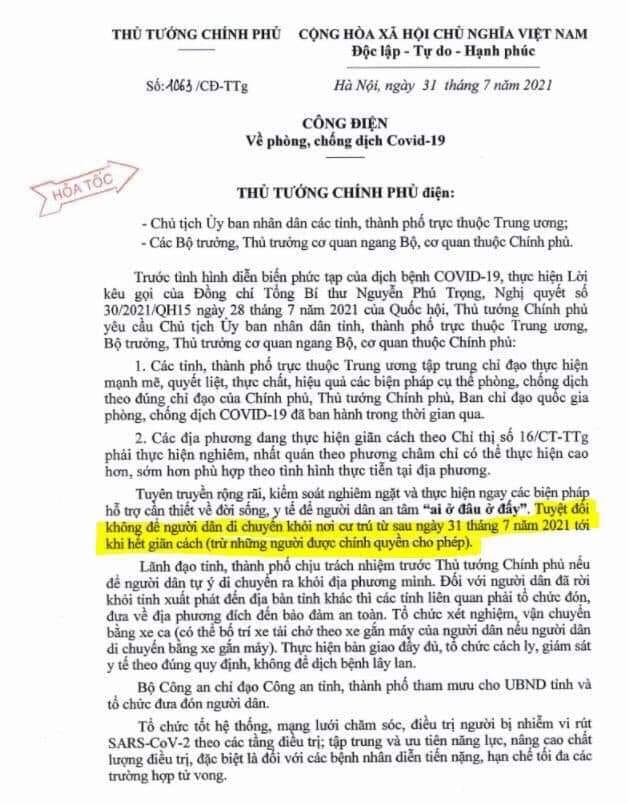 THỦ TƯỚNG CHÍNH PHỦ
CỘNG HÒA XÃ HỘI CHỦ NGHĨA VIỆT NAM
Độc lập - Tự do - Hạnh phúc
Số:1063/CĐ-TTg
Hà Nội, ngày 31 tháng 7 năm 2021
CÔNG ĐIỆN
Về phòng, chống dịch Covid-19
HỎA TỐC
THỦ TƯỚNG CHÍNH PHỦ điện:
- Chủ tịch Ủy ban nhân dân các tỉnh, thành phố trực thuộc Trung ương;
- Các Bộ trưởng, Thủ trưởng cơ quan ngang Bộ, cơ quan thuộc Chính phủ.
Trước tình hình diễn biến phức tạp của dịch bệnh COVID-19, thực hiện Lời
kêu gọi của Đồng chí Tổng Bí thư Nguyễn Phú Trọng, Nghị quyết số
30/2021/QH15 ngày 28 tháng 7 năm 2021 của Quốc hội, Thủ tướng Chính phủ
yêu cầu Chủ tịch Ủy ban nhân dân tỉnh, thành phố trực thuộc Trung ương,
Bộ trưởng, Thủ trưởng cơ quan ngang Bộ, cơ quan thuộc Chính phủ:
1. Các tỉnh, thành phố trực thuộc Trung ương tập trung chỉ đạo thực hiện
mạnh mẽ, quyết liệt, thực chất, hiệu quả các biện pháp cụ thể phòng, chống dịch
theo đúng chỉ đạo của Chính phủ, Thủ tướng Chính phủ, Ban chỉ đạo quốc gia
phòng, chống dịch COVID-19 đã ban hành trong thời gian qua.
2. Các địa phương đang thực hiện giãn cách theo Chỉ thị số 16/CT-TTg
phải thực hiện nghiêm, nhất quán theo phương châm chỉ có thể thực hiện cao
hơn, sớm hơn phù hợp theo tình hình thực tiễn tại địa phương.
Tuyên truyền rộng rãi, kiểm soát nghiêm ngặt và thực hiện ngay các biện pháp
hỗ trợ cần thiết về đời sống, y tế để người dân an tâm “ai ở đâu ở đấy”. Tuyệt đối
không để người dân di chuyển khỏi nơi cư trú từ sau ngày 31 tháng 7 năm 2021 tới
khi hết giãn cách (trừ những người được chính quyền cho phép).
Lãnh đạo tỉnh, thành phố chịu trách nhiệm trước Thủ tướng Chính phủ nếu
để người dân tự ý di chuyển ra khỏi địa phương mình. Đối với người dân đã rời
khỏi tỉnh xuất phát đến địa bàn tỉnh khác thì các tỉnh liên quan phải tổ chức đón,
đưa về địa phương đích đến bảo đảm an toàn. Tổ chức xét nghiệm, vận chuyển
bằng xe ca (có thể bố trí xe tải chở theo xe gắn máy của người dân nếu người dân
di chuyển bằng xe gắn máy). Thực hiện bàn giao đầy đủ, tổ chức cách ly, giám sát
y tế theo đúng quy định, không để dịch bệnh lây lan.
Bộ Công an chỉ đạo Công an tỉnh, thành phố tham mưu cho UBND tỉnh và
tổ chức đưa đón người dân.
Tổ chức tốt hệ thống, mạng lưới chăm sóc, điều trị người bị nhiễm vi rút
SARS-CoV-2 theo các tầng điều trị; tập trung và ưu tiên năng lực, nâng cao chất
lượng điều trị, đặc biệt là đối với các bệnh nhân diễn tiến nặng, hạn chế tối đa các
trường hợp tử vong.